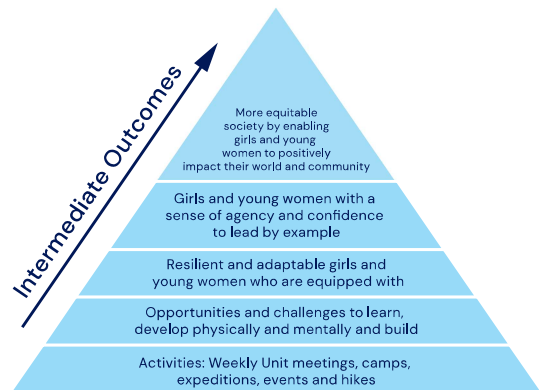 Intermediate Outcomes
More equitable
society by enabling
girls and young
women to positively
impact their world and community
Girls and young women with a
sense of agency and confidence
to lead by example
Resilient and adaptable girls and
young women who are equipped with
Opportunities and challenges to learn,
develop physically and mentally and build
Activities: Weekly Unit meetings, camps,
expeditions, events and hikes